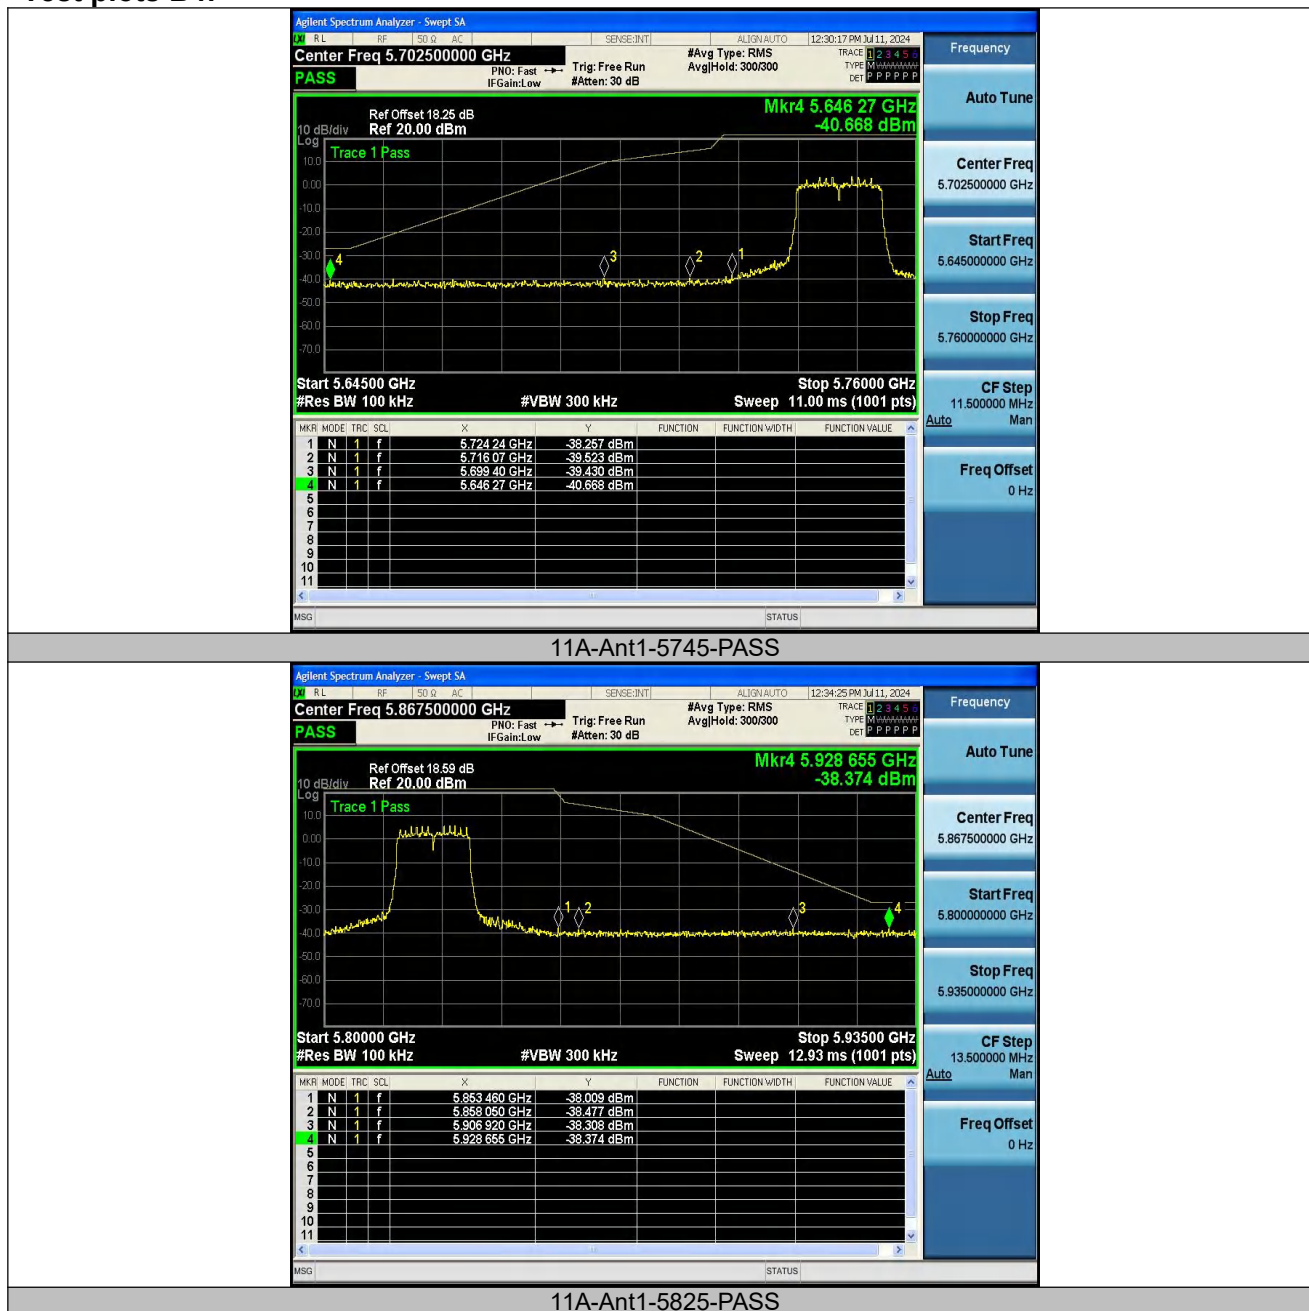 Agilent Spectrum Analyzer - Swept SA
RL RF 50 Ω AC SENSE:INT ALIGN AUTO 12:30:17 PM Jul 11, 2024
Center Freq 5.702500000 GHz
PASS
PNO: Fast
IFGain:Low
Trig: Free Run
#Atten: 30 dB
#Avg Type: RMS
Avg|Hold: 300/300
TRACE 1 2 3 4 5 6
TYPE M
DET P P P P P P
Mkr4 5.646 27 GHz
-40.668 dBm
Ref Offset 18.25 dB
10 dB/div Ref 20.00 dBm
Log
Trace 1 Pass
10.0
0.00
-10.0
-20.0
-30.0
-40.0
-50.0
-60.0
-70.0
4 3 2 1
Start 5.64500 GHz Stop 5.76000 GHz
#Res BW 100 kHz #VBW 300 kHz Sweep 11.00 ms (1001 pts)
MKR MODE TRC SCL X Y FUNCTION FUNCTION WIDTH FUNCTION VALUE
1 N 1 f 5.724 24 GHz -38.257 dBm
2 N 1 f 5.716 07 GHz -39.523 dBm
3 N 1 f 5.699 40 GHz -39.430 dBm
4 N 1 f 5.646 27 GHz -40.668 dBm
5
6
7
8
9
10
11
MSG STATUS
Frequency
Auto Tune
Center Freq
5.702500000 GHz
Start Freq
5.645000000 GHz
Stop Freq
5.760000000 GHz
CF Step
11.500000 MHz
Auto Man
Freq Offset
0 Hz
11A-Ant1-5745-PASS
Agilent Spectrum Analyzer - Swept SA
RL RF 50 Ω AC SENSE:INT ALIGN AUTO 12:34:25 PM Jul 11, 2024
Center Freq 5.867500000 GHz
PASS
PNO: Fast
IFGain:Low
Trig: Free Run
#Atten: 30 dB
#Avg Type: RMS
Avg|Hold: 300/300
TRACE 1 2 3 4 5 6
TYPE M
DET P P P P P P
Mkr4 5.928 655 GHz
-38.374 dBm
Ref Offset 18.59 dB
10 dB/div Ref 20.00 dBm
Log
Trace 1 Pass
10.0
0.00
-10.0
-20.0
-30.0
-40.0
-50.0
-60.0
-70.0
1 2 3 4
Start 5.80000 GHz Stop 5.93500 GHz
#Res BW 100 kHz #VBW 300 kHz Sweep 12.93 ms (1001 pts)
MKR MODE TRC SCL X Y FUNCTION FUNCTION WIDTH FUNCTION VALUE
1 N 1 f 5.853 460 GHz -38.009 dBm
2 N 1 f 5.858 050 GHz -38.477 dBm
3 N 1 f 5.906 920 GHz -38.308 dBm
4 N 1 f 5.928 655 GHz -38.374 dBm
5
6
7
8
9
10
11
MSG STATUS
Frequency
Auto Tune
Center Freq
5.867500000 GHz
Start Freq
5.800000000 GHz
Stop Freq
5.935000000 GHz
CF Step
13.500000 MHz
Auto Man
Freq Offset
0 Hz
11A-Ant1-5825-PASS